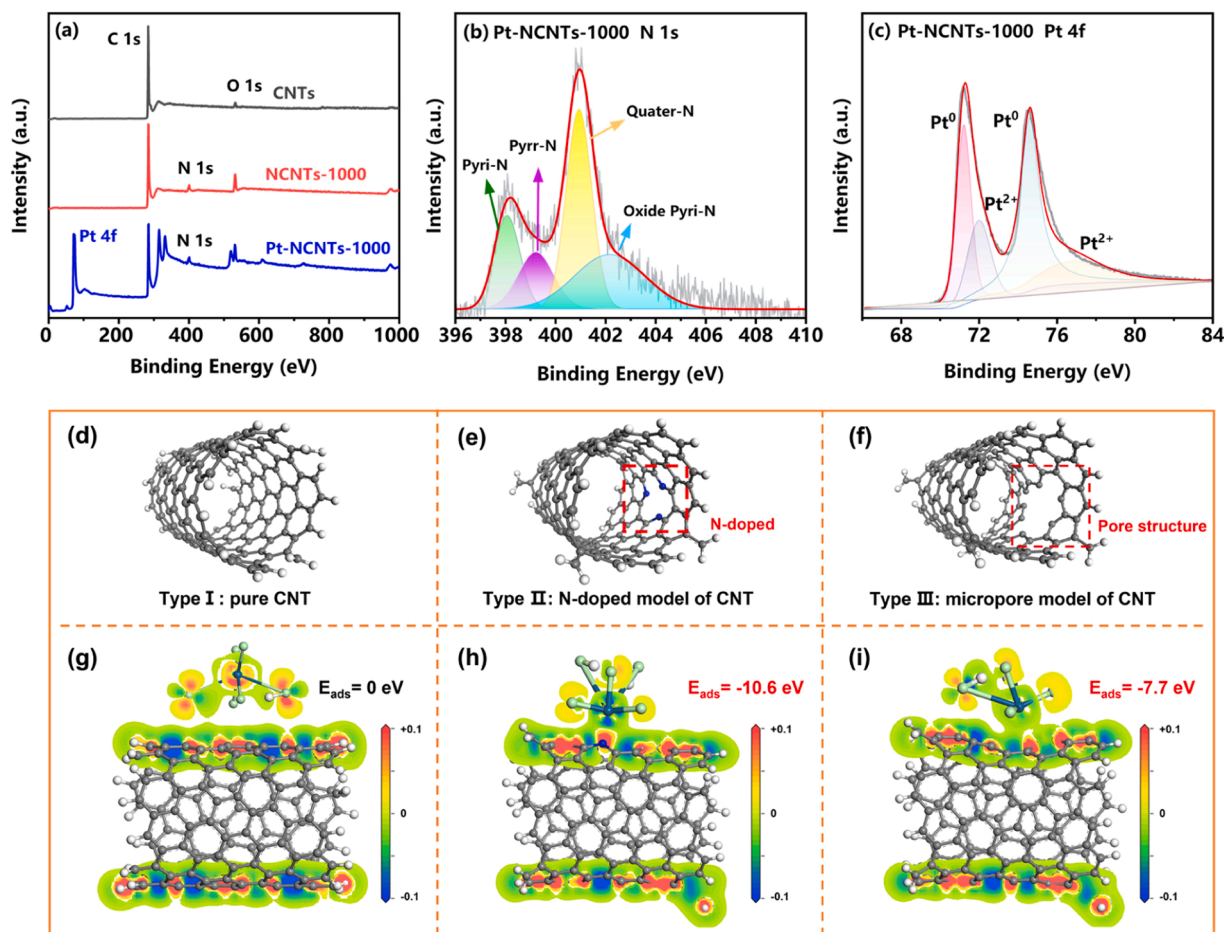 (a)
C 1s
O 1s
CNTs
N 1s
NCNTs-1000
Pt 4f
N 1s
Pt-NCNTs-1000
Intensity (a.u.)
0 200 400 600 800 1000
Binding Energy (eV)
(b) Pt-NCNTs-1000 N 1s
Quater-N
Pyrr-N
Pyri-N
Oxide Pyri-N
Intensity (a.u.)
396 398 400 402 404 406 408 410
Binding Energy (eV)
(c) Pt-NCNTs-1000 Pt 4f
Pt⁰
Pt⁰
Pt²⁺
Pt²⁺
Intensity (a.u.)
68 72 76 80 84
Binding Energy (eV)
(d)
Type Ⅰ : pure CNT
(e)
N-doped
Type Ⅱ: N-doped model of CNT
(f)
Pore structure
Type Ⅲ: micropore model of CNT
(g)
E_ads= 0 eV
+0.1
0
-0.1
(h)
E_ads= -10.6 eV
+0.1
0
-0.1
(i)
E_ads= -7.7 eV
+0.1
0
-0.1